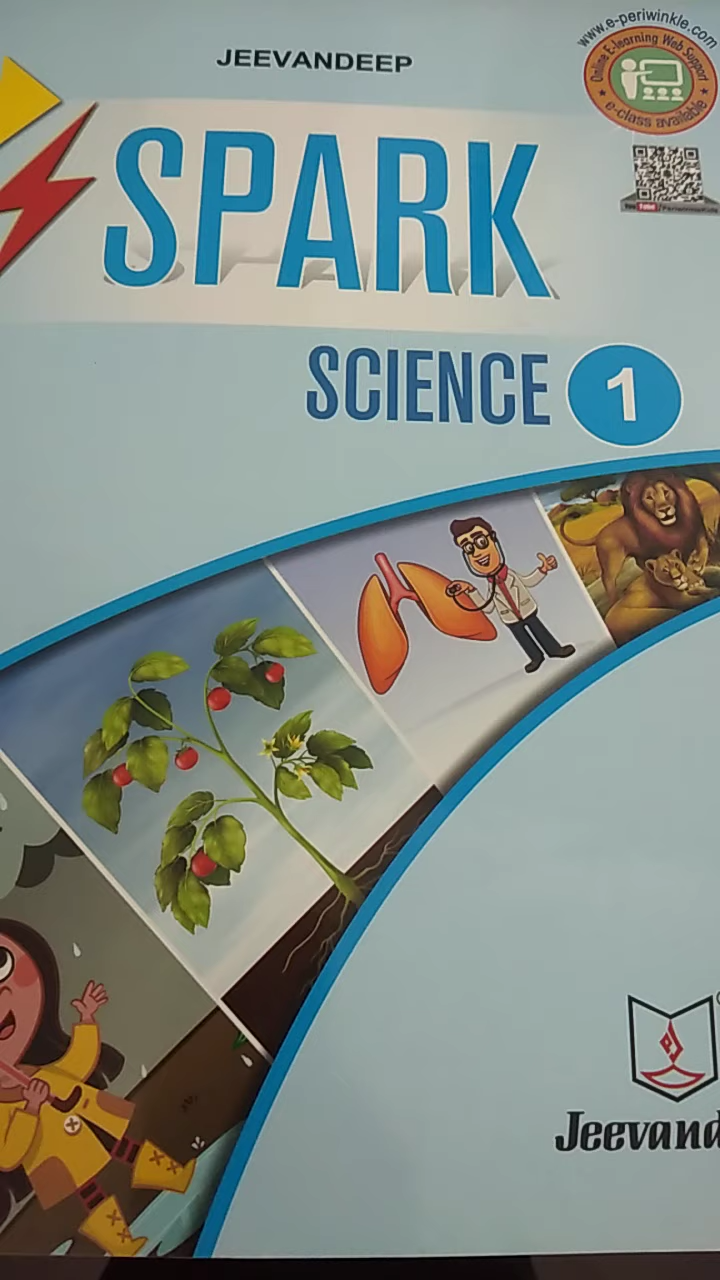 JEEVANDEEP
www.e-periwinkle.com
Online E-learning Web Support
e-class available
SPARK
SCIENCE 1
Jeevand